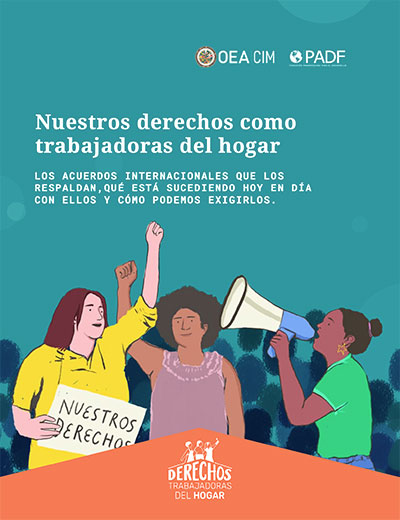 OEA CIM PADF
Nuestros derechos como
trabajadoras del hogar
LOS ACUERDOS INTERNACIONALES QUE LOS
RESPALDAN,QUÉ ESTÁ SUCEDIENDO HOY EN DÍA
CON ELLOS Y CÓMO PODEMOS EXIGIRLOS.
NUESTROS
DERECHOS
DERECHOS
TRABAJADORAS
DEL HOGAR